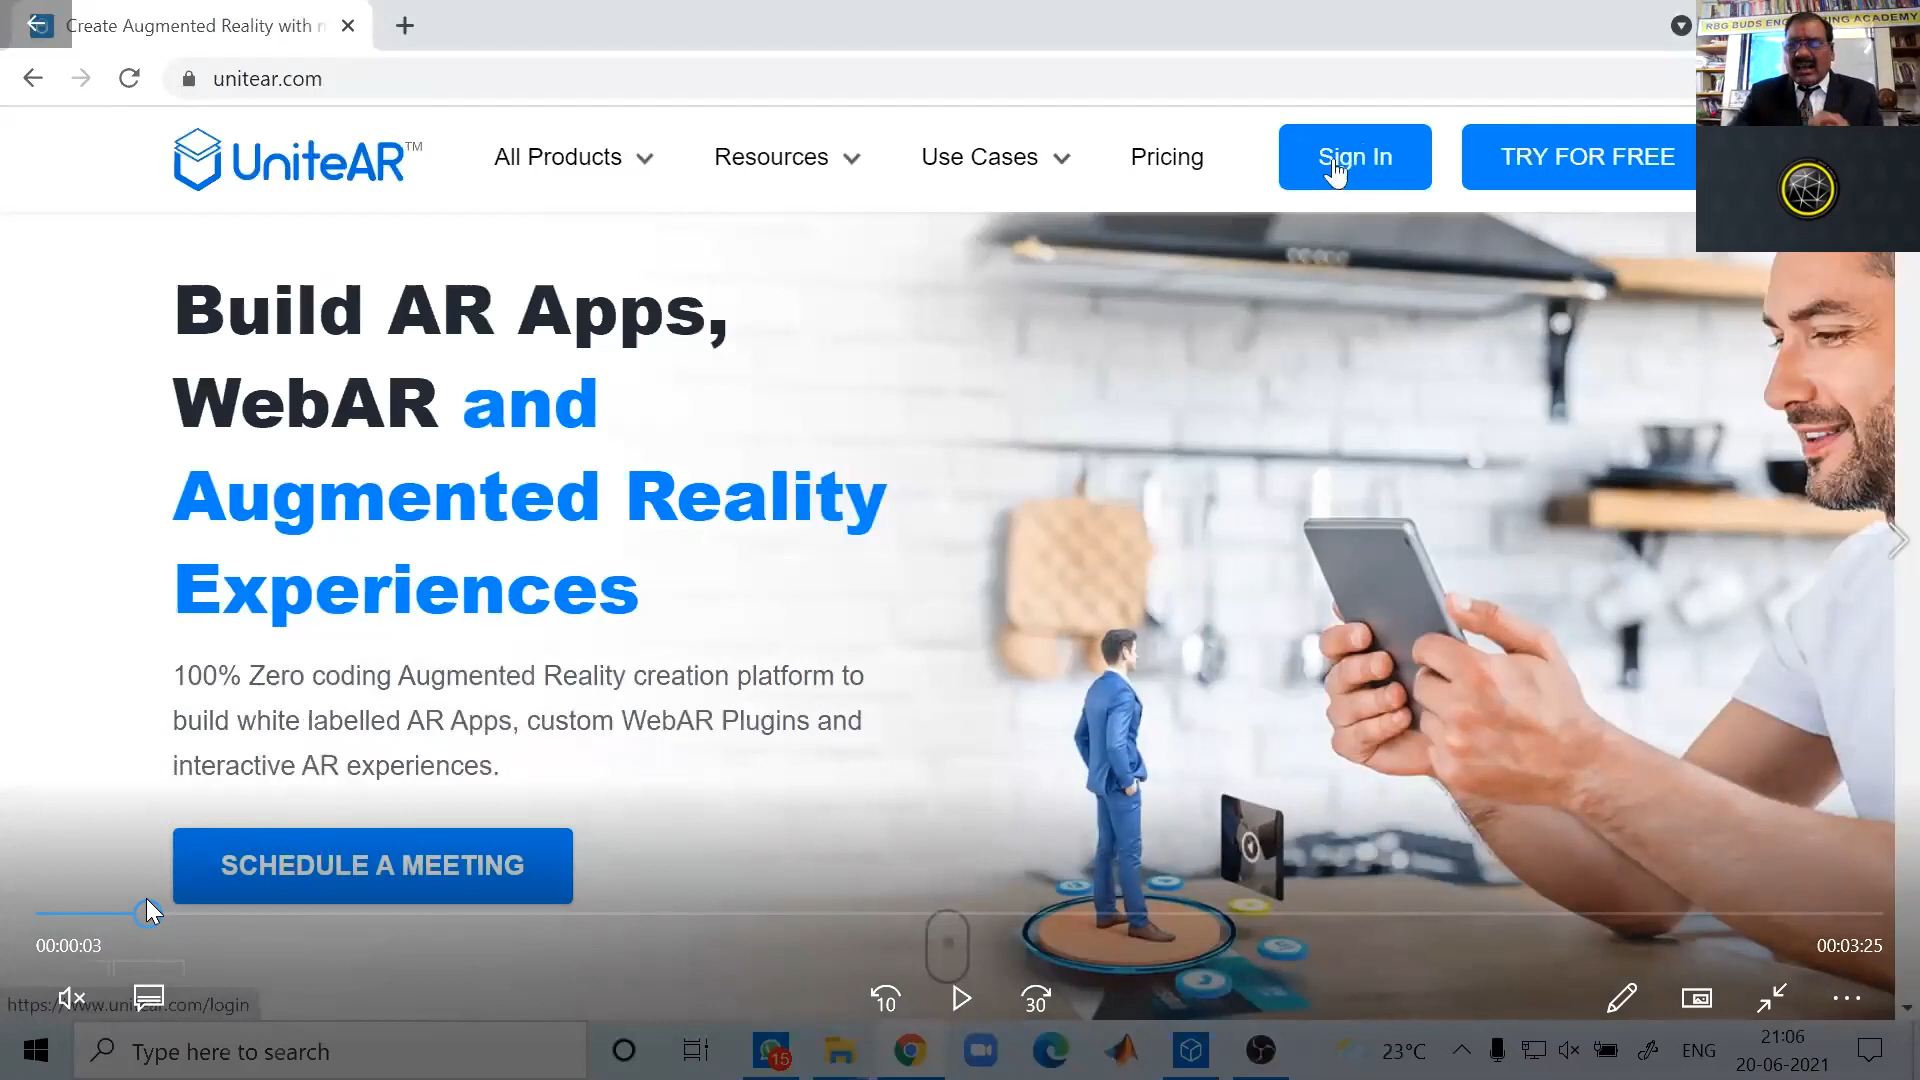 Create Augmented Reality with n
unitear.com
UniteAR™
All Products
Resources
Use Cases
Pricing
Sign In
TRY FOR FREE
Build AR Apps,
WebAR and
Augmented Reality
Experiences
100% Zero coding Augmented Reality creation platform to
build white labelled AR Apps, custom WebAR Plugins and
interactive AR experiences.
SCHEDULE A MEETING
00:00:03
00:03:25
10
30
Type here to search
15
23°C
ENG
21:06
20-06-2021